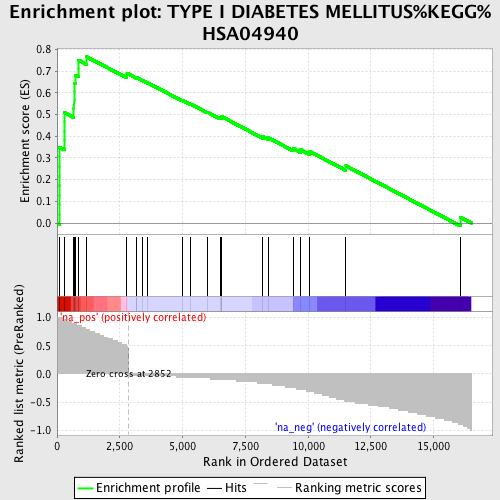 Enrichment plot: TYPE I DIABETES MELLITUS%KEGG%
HSA04940
Enrichment score (ES)
0.8
0.7
0.6
0.5
0.4
0.3
0.2
0.1
0.0
Ranked list metric (PreRanked)
1.0
0.5
0.0
-0.5
-1.0
'na_pos' (positively correlated)
Zero cross at 2852
'na_neg' (negatively correlated)
0 2,500 5,000 7,500 10,000 12,500 15,000
Rank in Ordered Dataset
Enrichment profile Hits Ranking metric scores